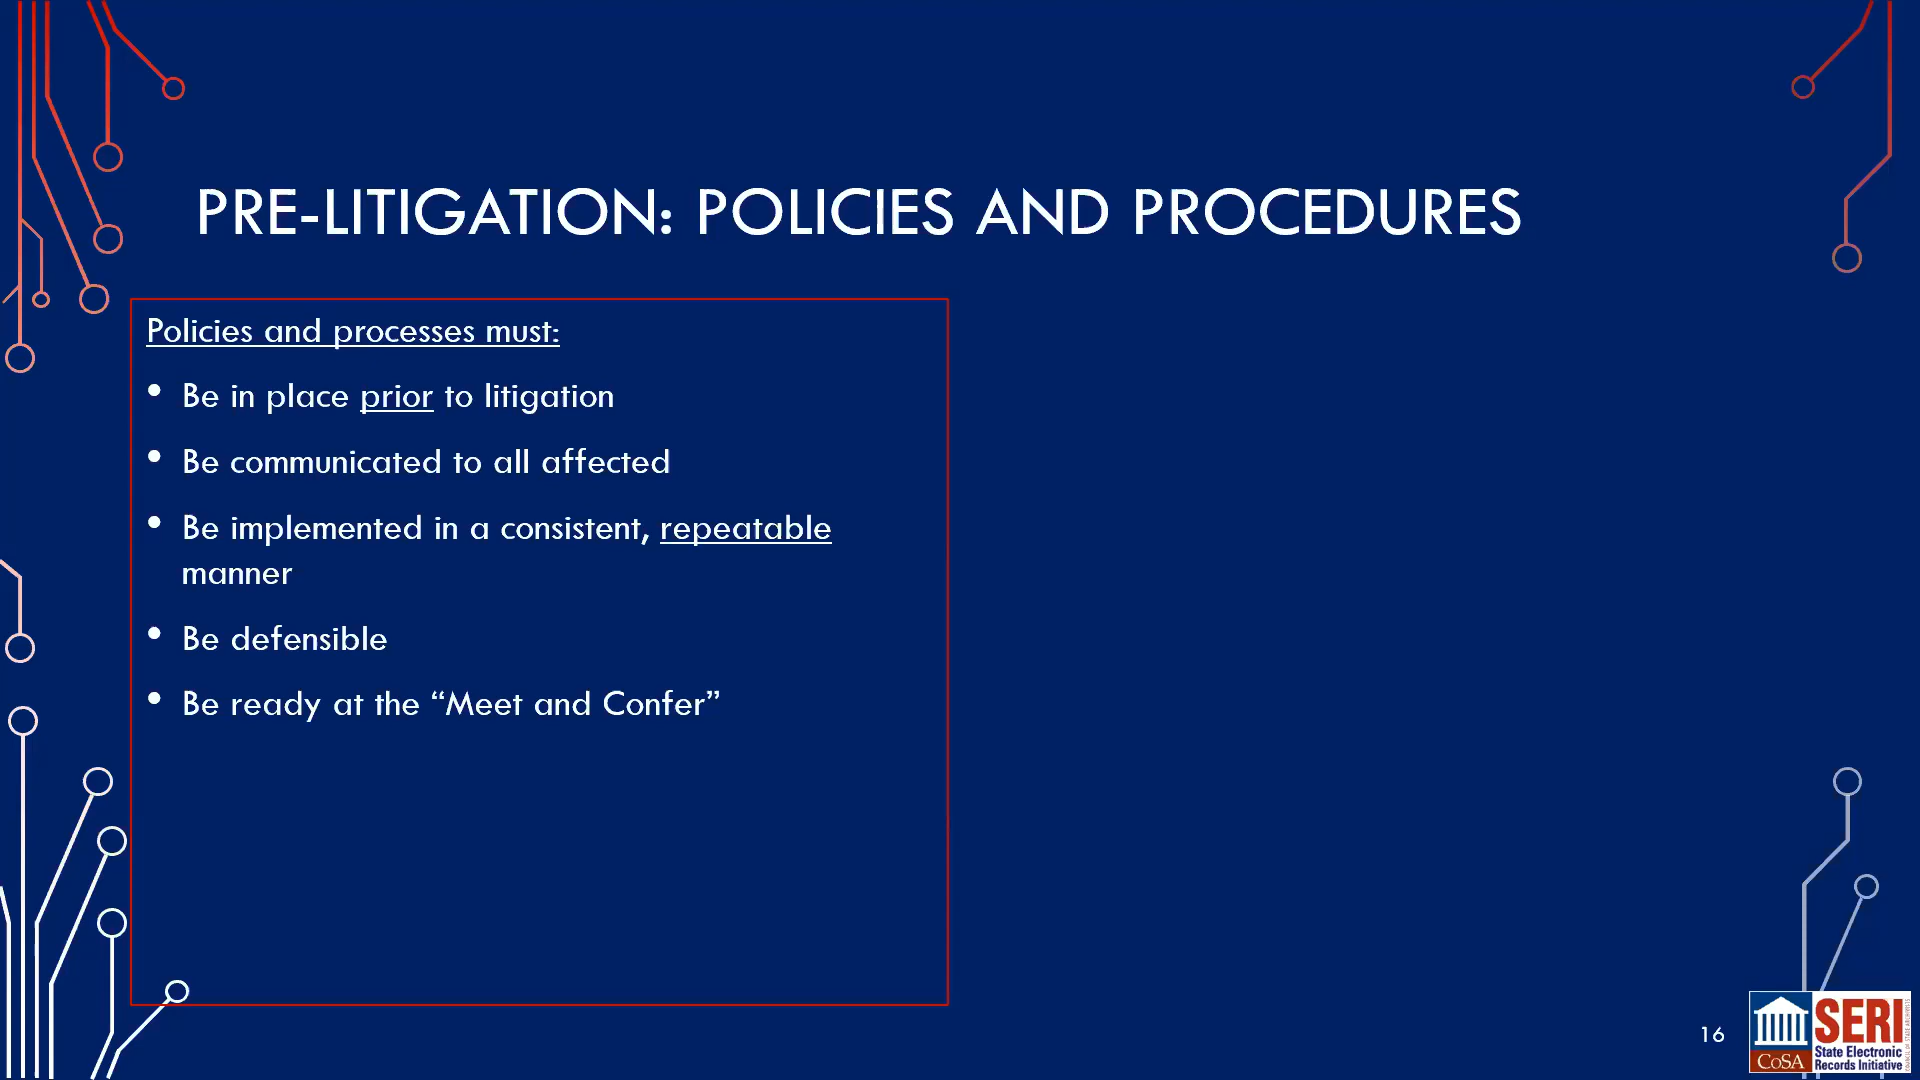 PRE-LITIGATION: POLICIES AND PROCEDURES
Policies and processes must:
• Be in place prior to litigation
• Be communicated to all affected
• Be implemented in a consistent, repeatable
manner
• Be defensible
• Be ready at the “Meet and Confer”
16
CoSA
SERI
State Electronic
Records Initiative